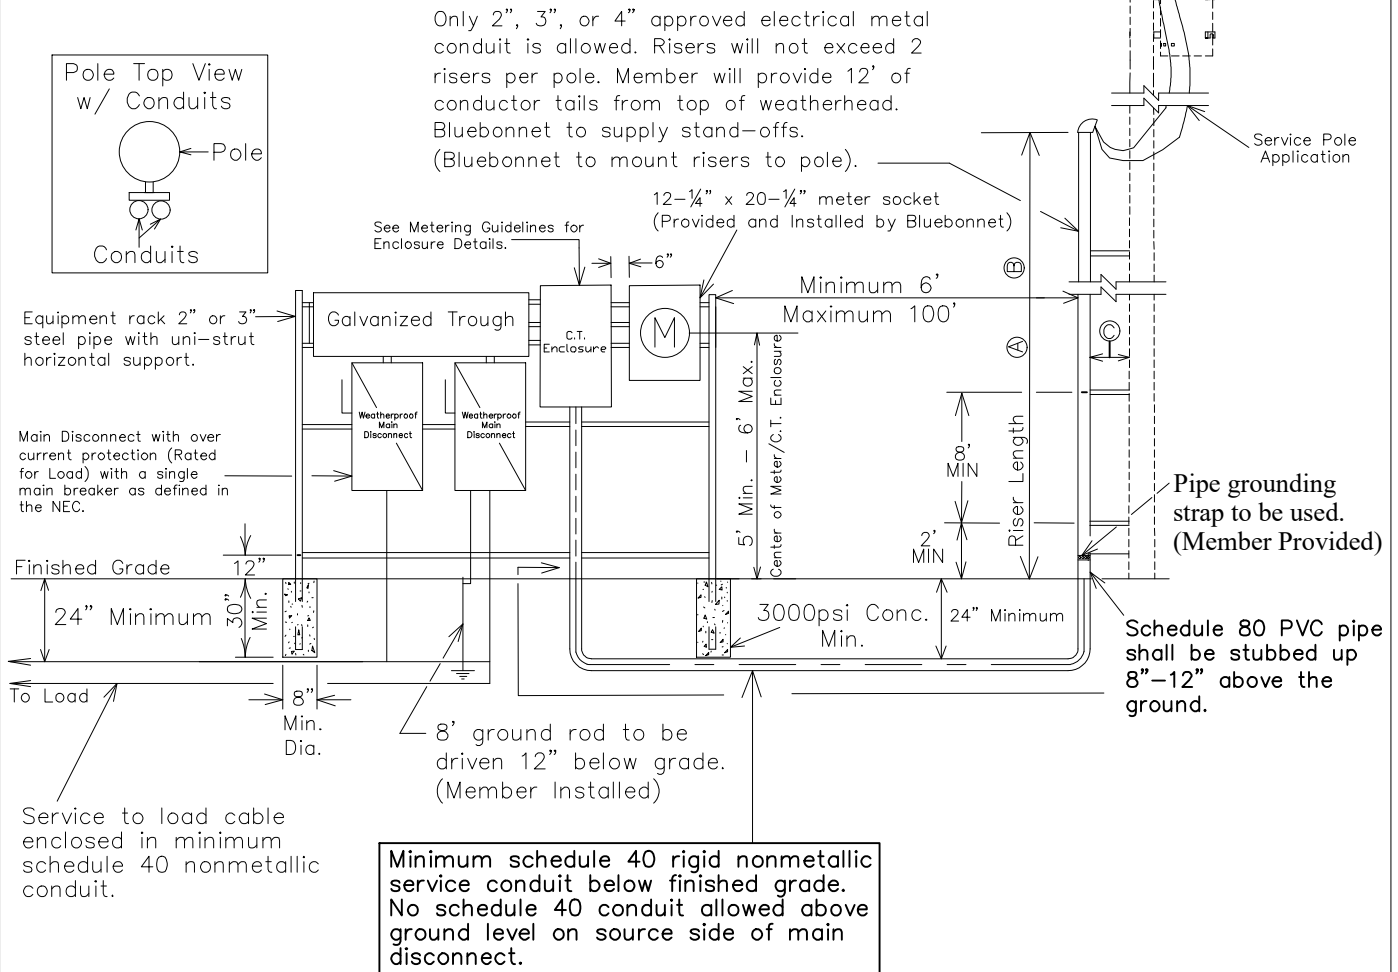 Only 2”, 3”, or 4” approved electrical metal
conduit is allowed. Risers will not exceed 2
risers per pole. Member will provide 12’ of
conductor tails from top of weatherhead.
Bluebonnet to supply stand–offs.
(Bluebonnet to mount risers to pole).
Pole Top View
w/ Conduits
Pole
Conduits
Service Pole
Application
12–¼” x 20–¼” meter socket
(Provided and Installed by Bluebonnet)
See Metering Guidelines for
Enclosure Details.
6”
Minimum 6’
Maximum 100’
B
A
C
Equipment rack 2” or 3”
steel pipe with uni–strut
horizontal support.
Galvanized Trough
C.T.
Enclosure
M
Weatherproof
Main
Disconnect
Weatherproof
Main
Disconnect
5’ Min. – 6’ Max.
Center of Meter/C.T. Enclosure
Main Disconnect with over
current protection (Rated
for Load) with a single
main breaker as defined in
the NEC.
8’
MIN
2’
MIN
Riser Length
Pipe grounding
strap to be used.
(Member Provided)
Finished Grade
12”
24” Minimum
30”
Min.
3000psi Conc.
Min.
24” Minimum
Schedule 80 PVC pipe
shall be stubbed up
8”–12” above the
ground.
To Load
8”
Min.
Dia.
8’ ground rod to be
driven 12” below grade.
(Member Installed)
Service to load cable
enclosed in minimum
schedule 40 nonmetallic
conduit.
Minimum schedule 40 rigid nonmetallic
service conduit below finished grade.
No schedule 40 conduit allowed above
ground level on source side of main
disconnect.